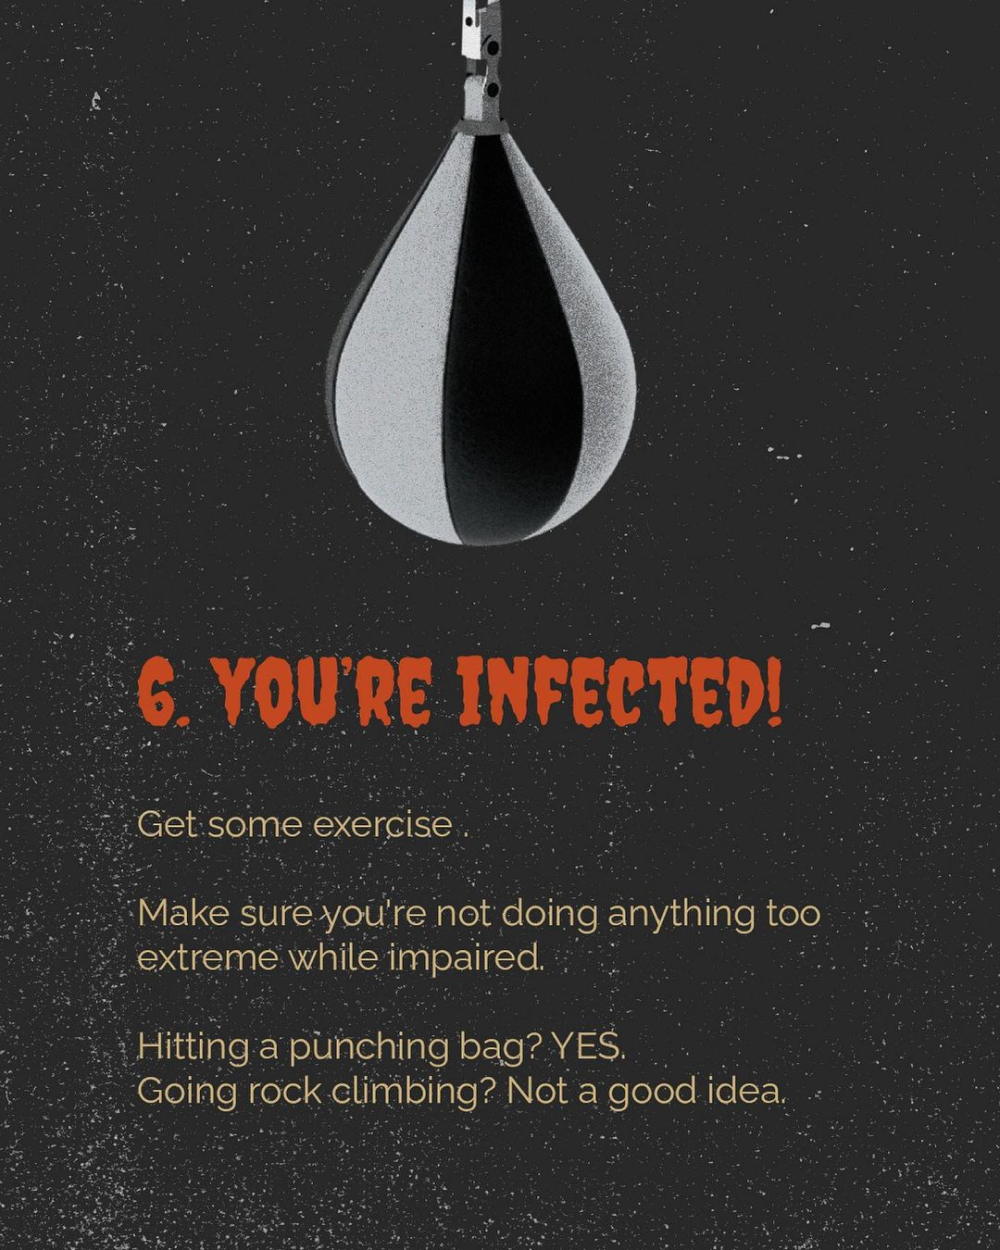 6. YOU'RE INFECTED!
Get some exercise .
Make sure you're not doing anything too
extreme while impaired.
Hitting a punching bag? YES.
Going rock climbing? Not a good idea.